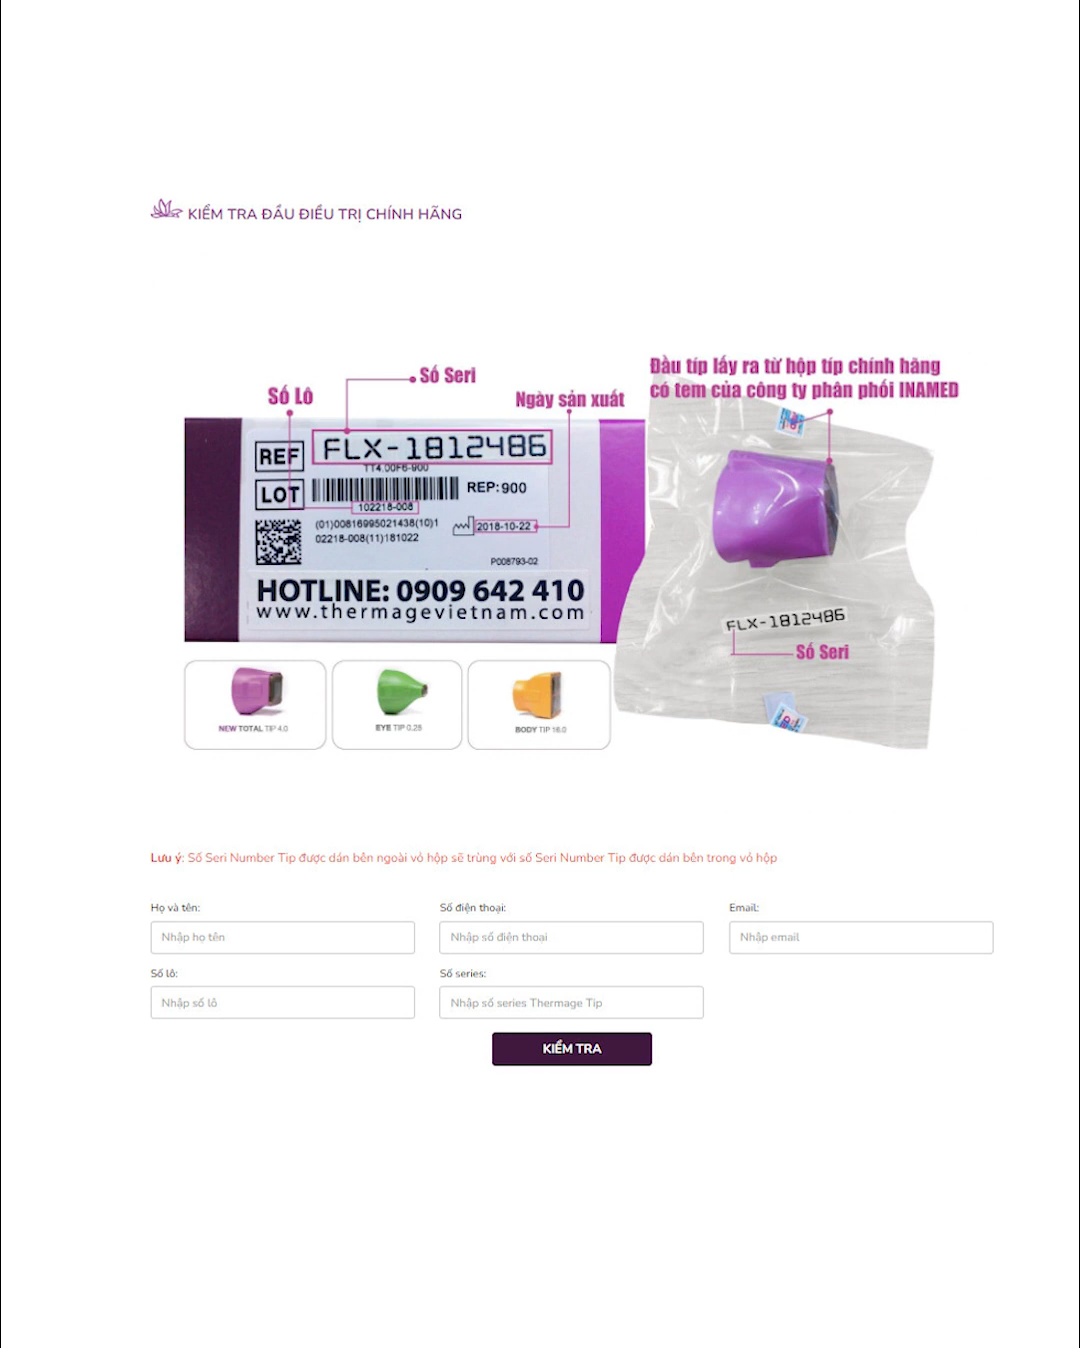 KIỂM TRA ĐẦU ĐIỀU TRỊ CHÍNH HÃNG
Số Lô
Số Seri
Ngày sản xuất
Đầu típ lấy ra từ hộp típ chính hãng
có tem của công ty phân phối INAMED
REF
FLX-1812486
TT4.00F6-900
LOT
REP:900
102218-008
(01)00816995021438(10)1
02218-008(11)181022
2018-10-22
P008793-02
HOTLINE: 0909 642 410
www.thermagevietnam.com
FLX-1812486
Số Seri
NEW TOTAL TIP 4.0
EYE TIP 0.25
BODY TIP 16.0
Lưu ý: Số Seri Number Tip được dán bên ngoài vỏ hộp sẽ trùng với số Seri Number Tip được dán bên trong vỏ hộp
Họ và tên:
Số điện thoại:
Email:
Nhập họ tên
Nhập số điện thoại
Nhập email
Số lô:
Số series:
Nhập số lô
Nhập số series Thermage Tip
KIỂM TRA